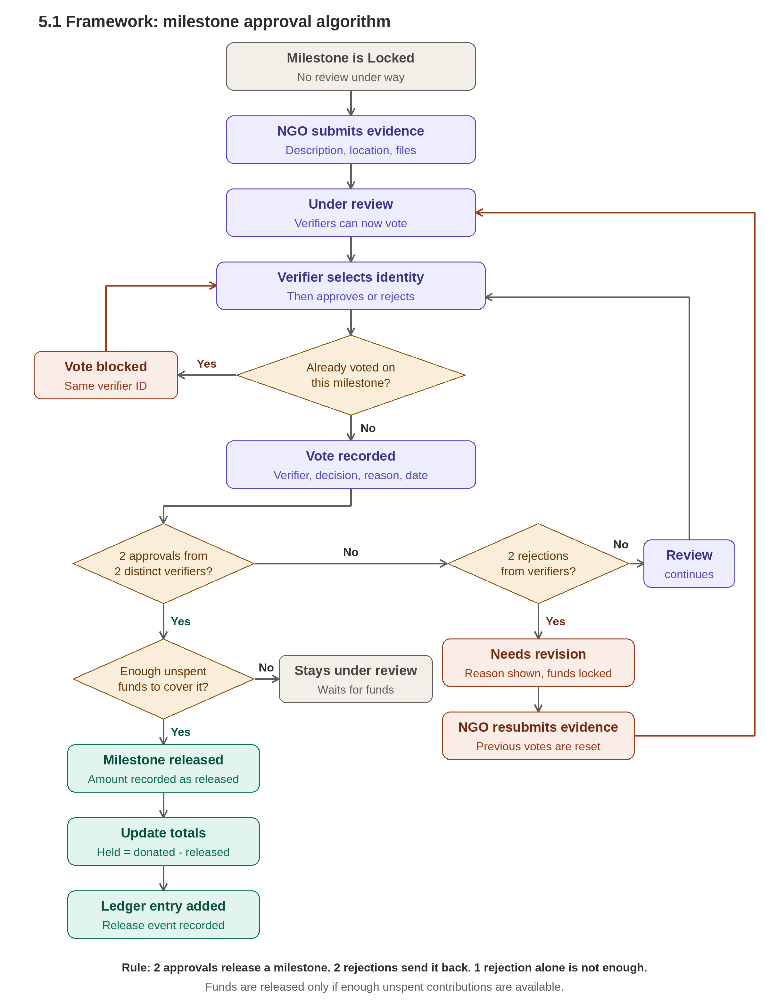 5.1 Framework: milestone approval algorithm
Milestone is Locked
No review under way
NGO submits evidence
Description, location, files
Under review
Verifiers can now vote
Verifier selects identity
Then approves or rejects
Already voted on
this milestone?
Yes
Vote blocked
Same verifier ID
No
Vote recorded
Verifier, decision, reason, date
2 approvals from
2 distinct verifiers?
No
2 rejections
from verifiers?
No
Review
continues
Yes
Yes
Enough unspent
funds to cover it?
No
Stays under review
Waits for funds
Needs revision
Reason shown, funds locked
NGO resubmits evidence
Previous votes are reset
Yes
Milestone released
Amount recorded as released
Update totals
Held = donated - released
Ledger entry added
Release event recorded
Rule: 2 approvals release a milestone. 2 rejections send it back. 1 rejection alone is not enough.
Funds are released only if enough unspent contributions are available.